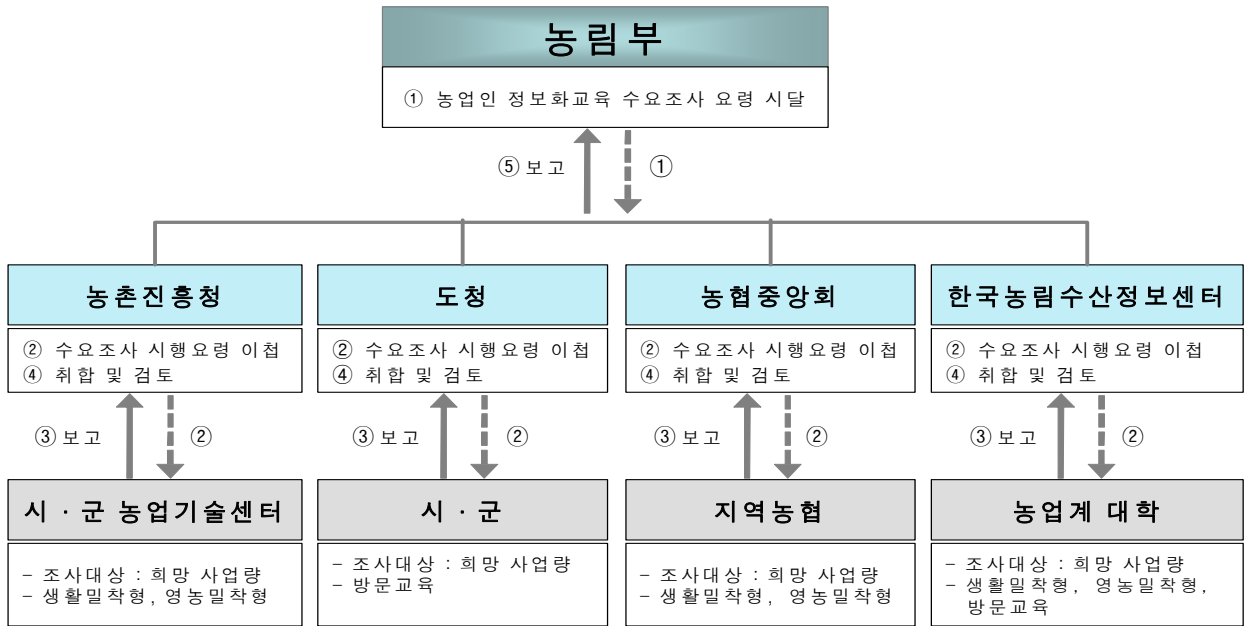 농림부
① 농업인 정보화교육 수요조사 요령 시달
⑤ 보고
①
농촌진흥청
② 수요조사 시행요령 이첩
④ 취합 및 검토
도청
② 수요조사 시행요령 이첩
④ 취합 및 검토
농협중앙회
② 수요조사 시행요령 이첩
④ 취합 및 검토
한국농림수산정보센터
② 수요조사 시행요령 이첩
④ 취합 및 검토
③ 보고
②
③ 보고
②
③ 보고
②
③ 보고
②
시 · 군 농업기술센터
– 조사대상 : 희망 사업량
– 생활밀착형, 영농밀착형
시 · 군
– 조사대상 : 희망 사업량
– 방문교육
지역농협
– 조사대상 : 희망 사업량
– 생활밀착형, 영농밀착형
농업계 대학
– 조사대상 : 희망 사업량
– 생활밀착형, 영농밀착형,
방문교육